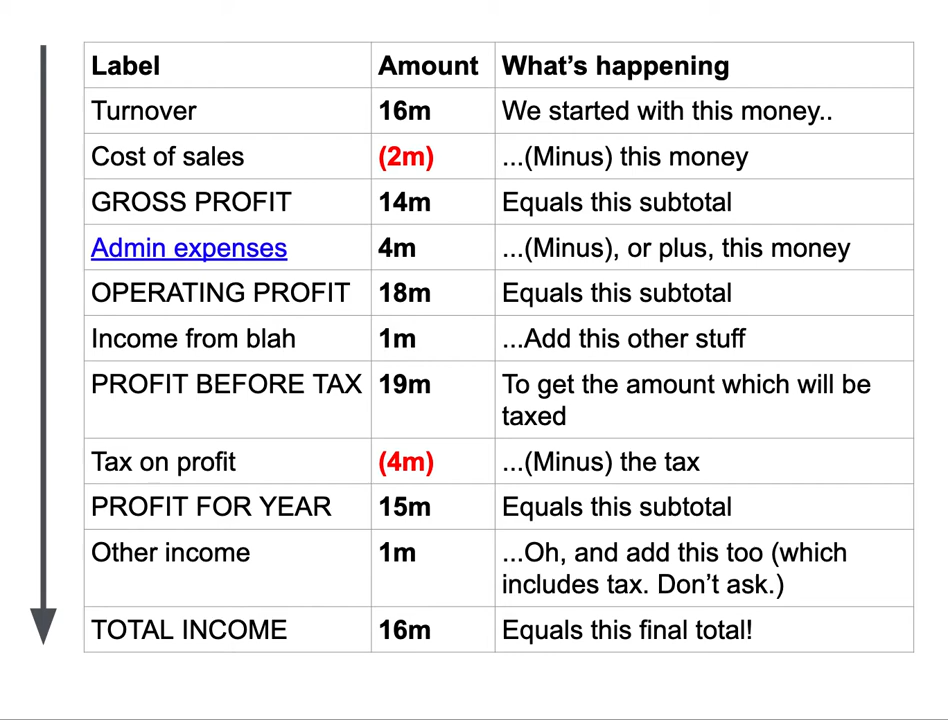 Label Amount What's happening
Turnover 16m We started with this money..
Cost of sales (2m) ...(Minus) this money
GROSS PROFIT 14m Equals this subtotal
Admin expenses 4m ...(Minus), or plus, this money
OPERATING PROFIT 18m Equals this subtotal
Income from blah 1m ...Add this other stuff
PROFIT BEFORE TAX 19m To get the amount which will be
taxed
Tax on profit (4m) ...(Minus) the tax
PROFIT FOR YEAR 15m Equals this subtotal
Other income 1m ...Oh, and add this too (which
includes tax. Don't ask.)
TOTAL INCOME 16m Equals this final total!